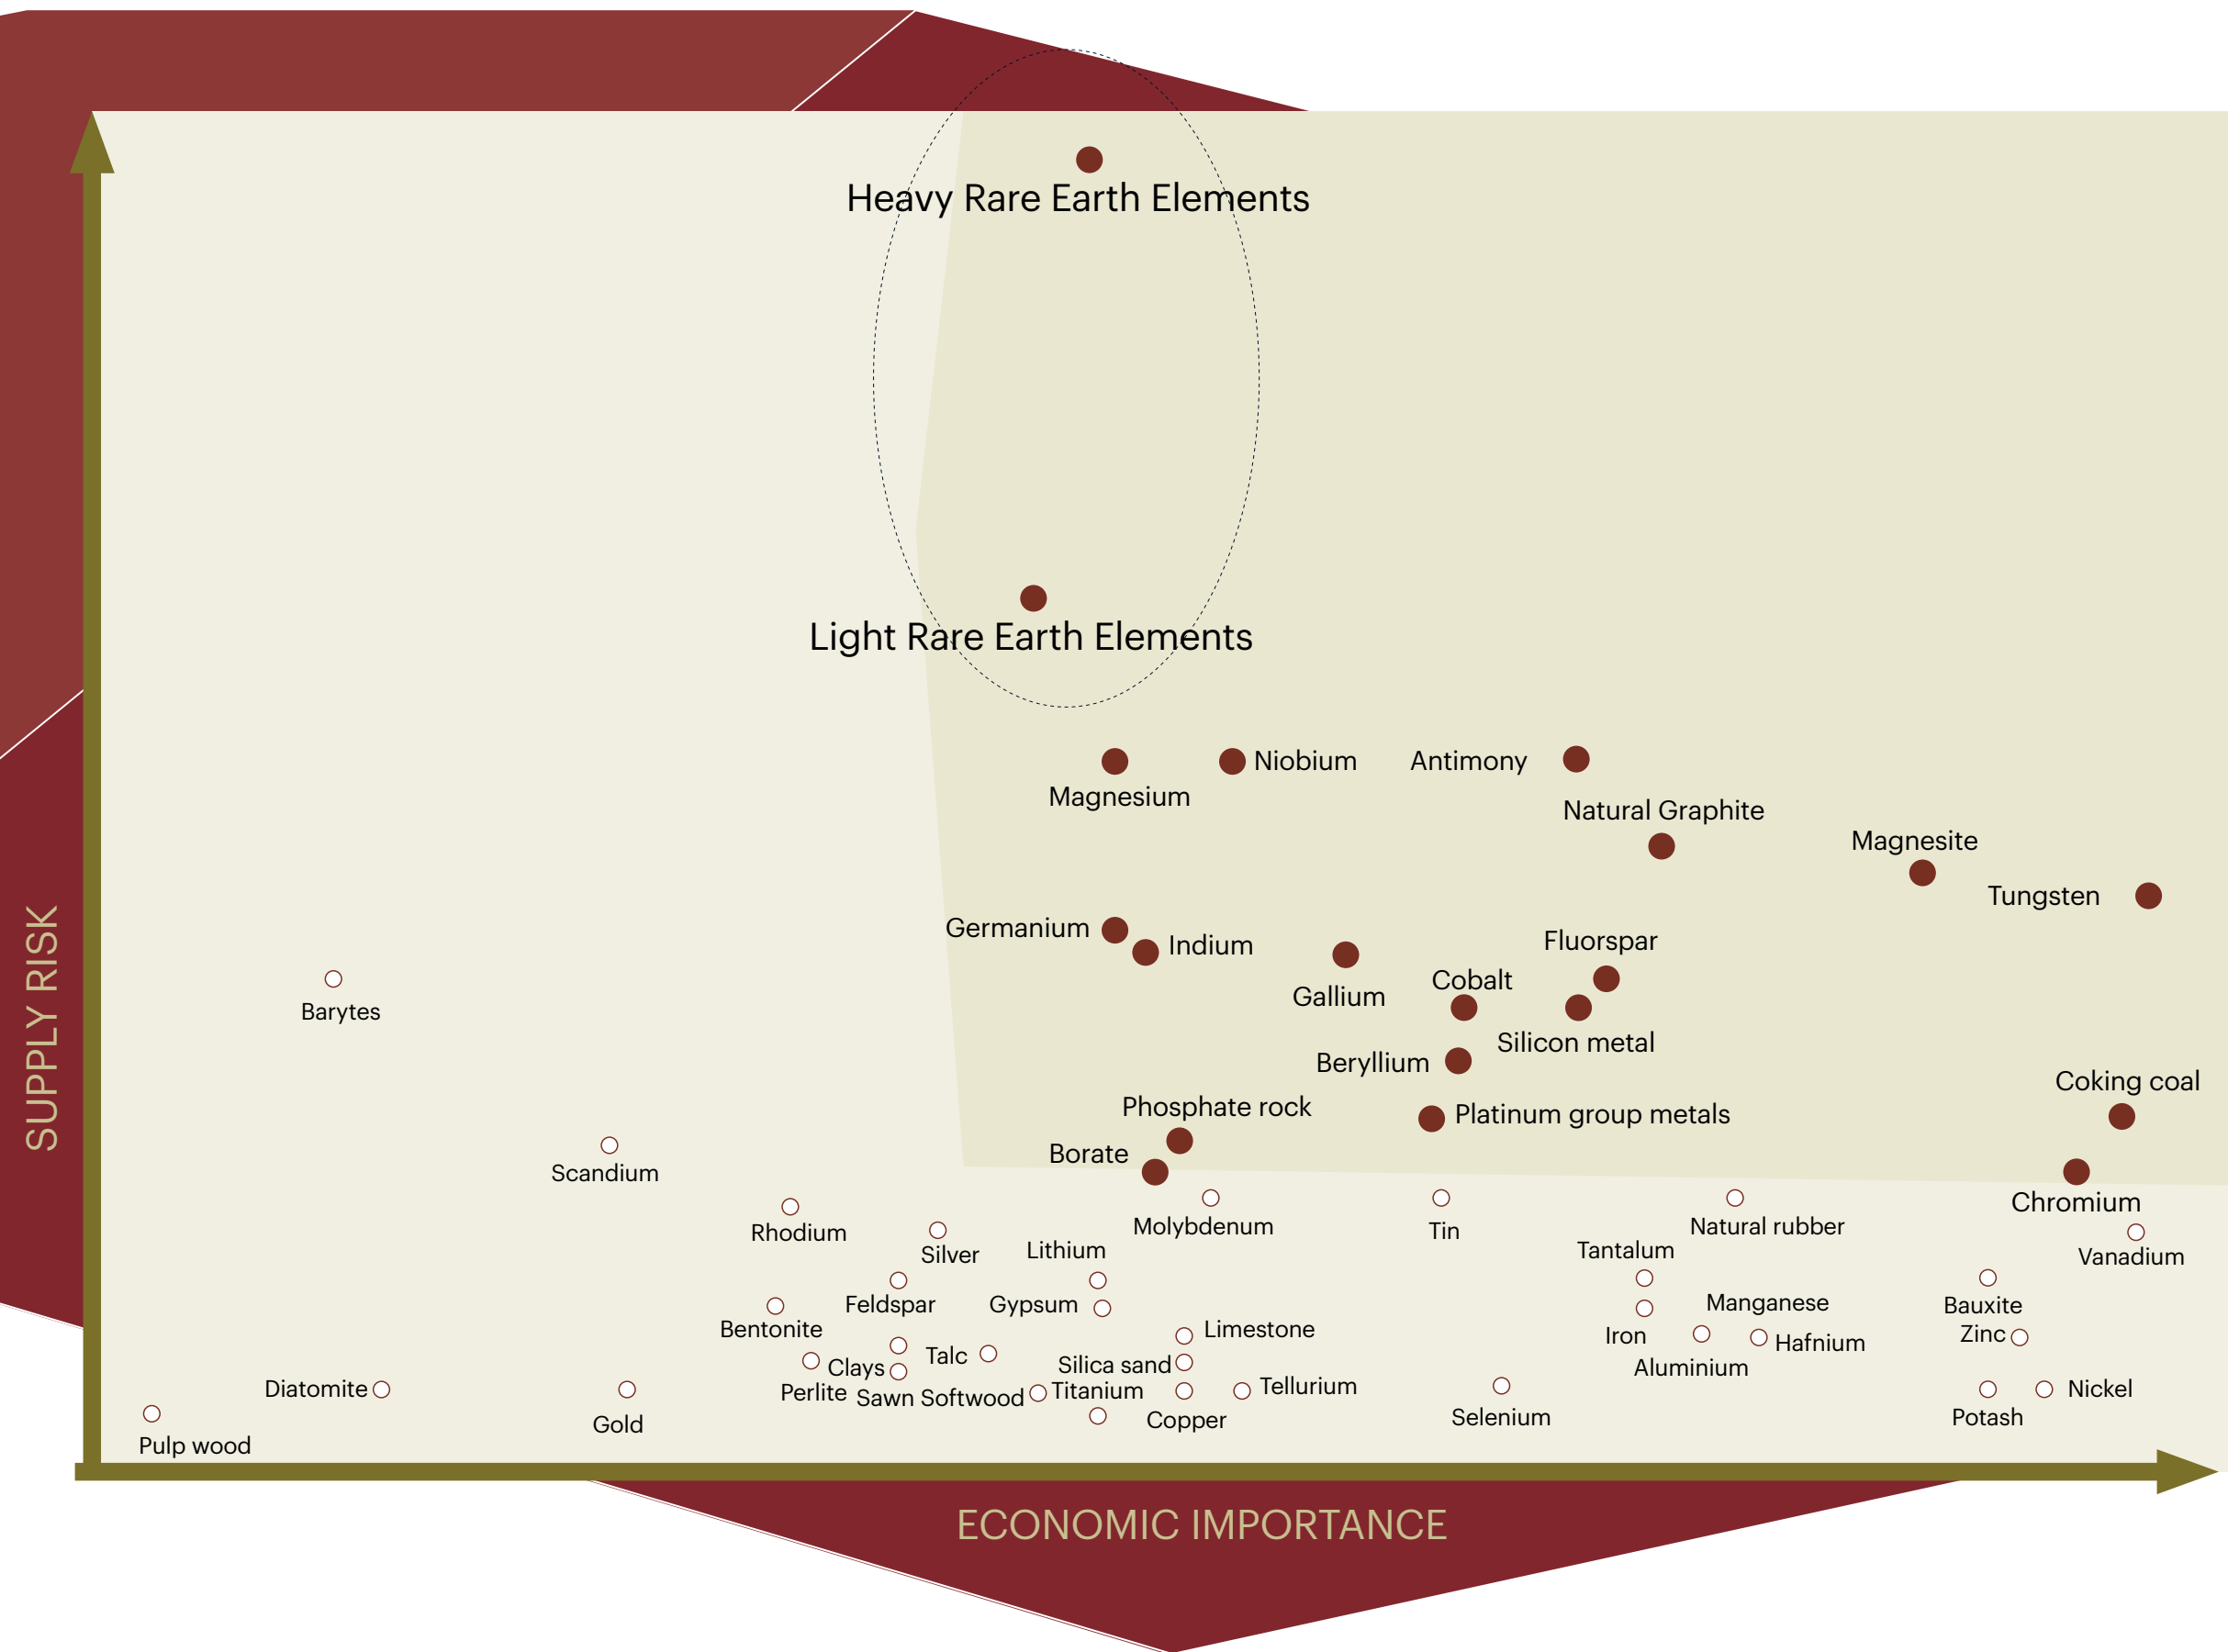 Heavy Rare Earth Elements
Light Rare Earth Elements
Niobium
Antimony
Magnesium
Natural Graphite
Magnesite
Tungsten
Germanium
Indium
Fluorspar
Cobalt
Gallium
Barytes
Silicon metal
Beryllium
Coking coal
Phosphate rock
Platinum group metals
Borate
Scandium
Chromium
Molybdenum
Tin
Natural rubber
Rhodium
Silver
Lithium
Tantalum
Vanadium
Feldspar
Gypsum
Manganese
Bauxite
Bentonite
Limestone
Iron
Hafnium
Zinc
Talc
Clays
Silica sand
Aluminium
Diatomite
Perlite
Sawn Softwood
Titanium
Tellurium
Nickel
Gold
Copper
Selenium
Potash
Pulp wood
SUPPLY RISK
ECONOMIC IMPORTANCE